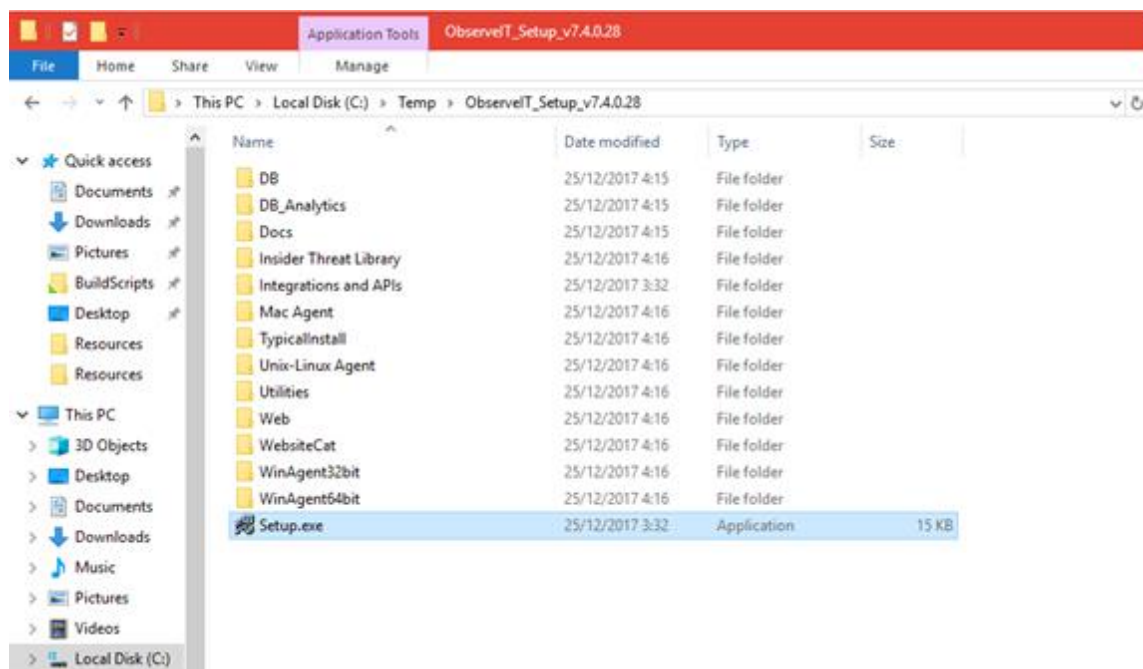 Application Tools ObserveIT_Setup_v7.4.0.28
File Home Share View Manage
This PC > Local Disk (C:) > Temp > ObserveIT_Setup_v7.4.0.28
Name Date modified Type Size
Quick access
Documents
Downloads
Pictures
BuildScripts
Desktop
Resources
Resources
This PC
3D Objects
Desktop
Documents
Downloads
Music
Pictures
Videos
Local Disk (C:)
DB 25/12/2017 4:15 File folder
DB_Analytics 25/12/2017 4:15 File folder
Docs 25/12/2017 4:15 File folder
Insider Threat Library 25/12/2017 4:16 File folder
Integrations and APIs 25/12/2017 3:32 File folder
Mac Agent 25/12/2017 4:16 File folder
TypicalInstall 25/12/2017 4:16 File folder
Unix-Linux Agent 25/12/2017 4:16 File folder
Utilities 25/12/2017 4:16 File folder
Web 25/12/2017 4:16 File folder
WebsiteCat 25/12/2017 4:16 File folder
WinAgent32bit 25/12/2017 4:16 File folder
WinAgent64bit 25/12/2017 4:16 File folder
Setup.exe 25/12/2017 3:32 Application 15 KB